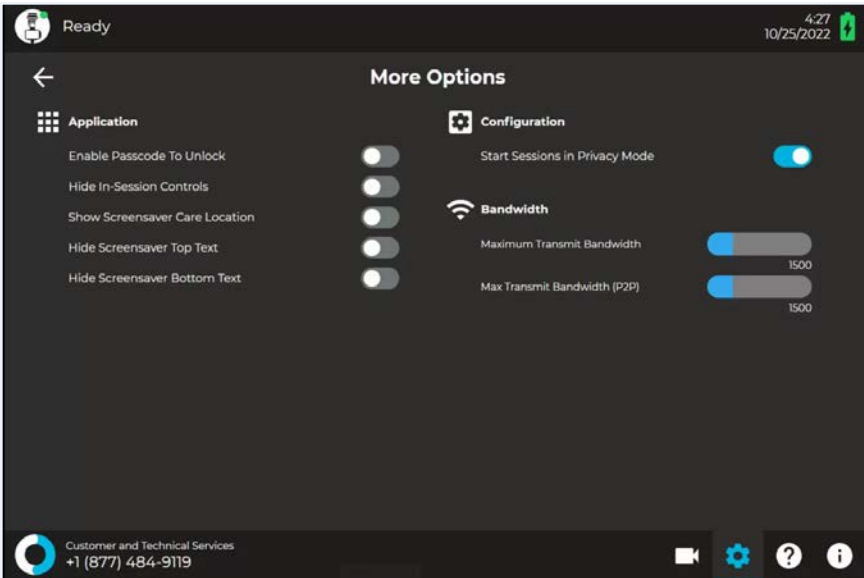 Ready
4:27
10/25/2022
More Options
Application
Enable Passcode To Unlock
Hide In-Session Controls
Show Screensaver Care Location
Hide Screensaver Top Text
Hide Screensaver Bottom Text
Configuration
Start Sessions in Privacy Mode
Bandwidth
Maximum Transmit Bandwidth
1500
Max Transmit Bandwidth (P2P)
1500
Customer and Technical Services
+1 (877) 484-9119